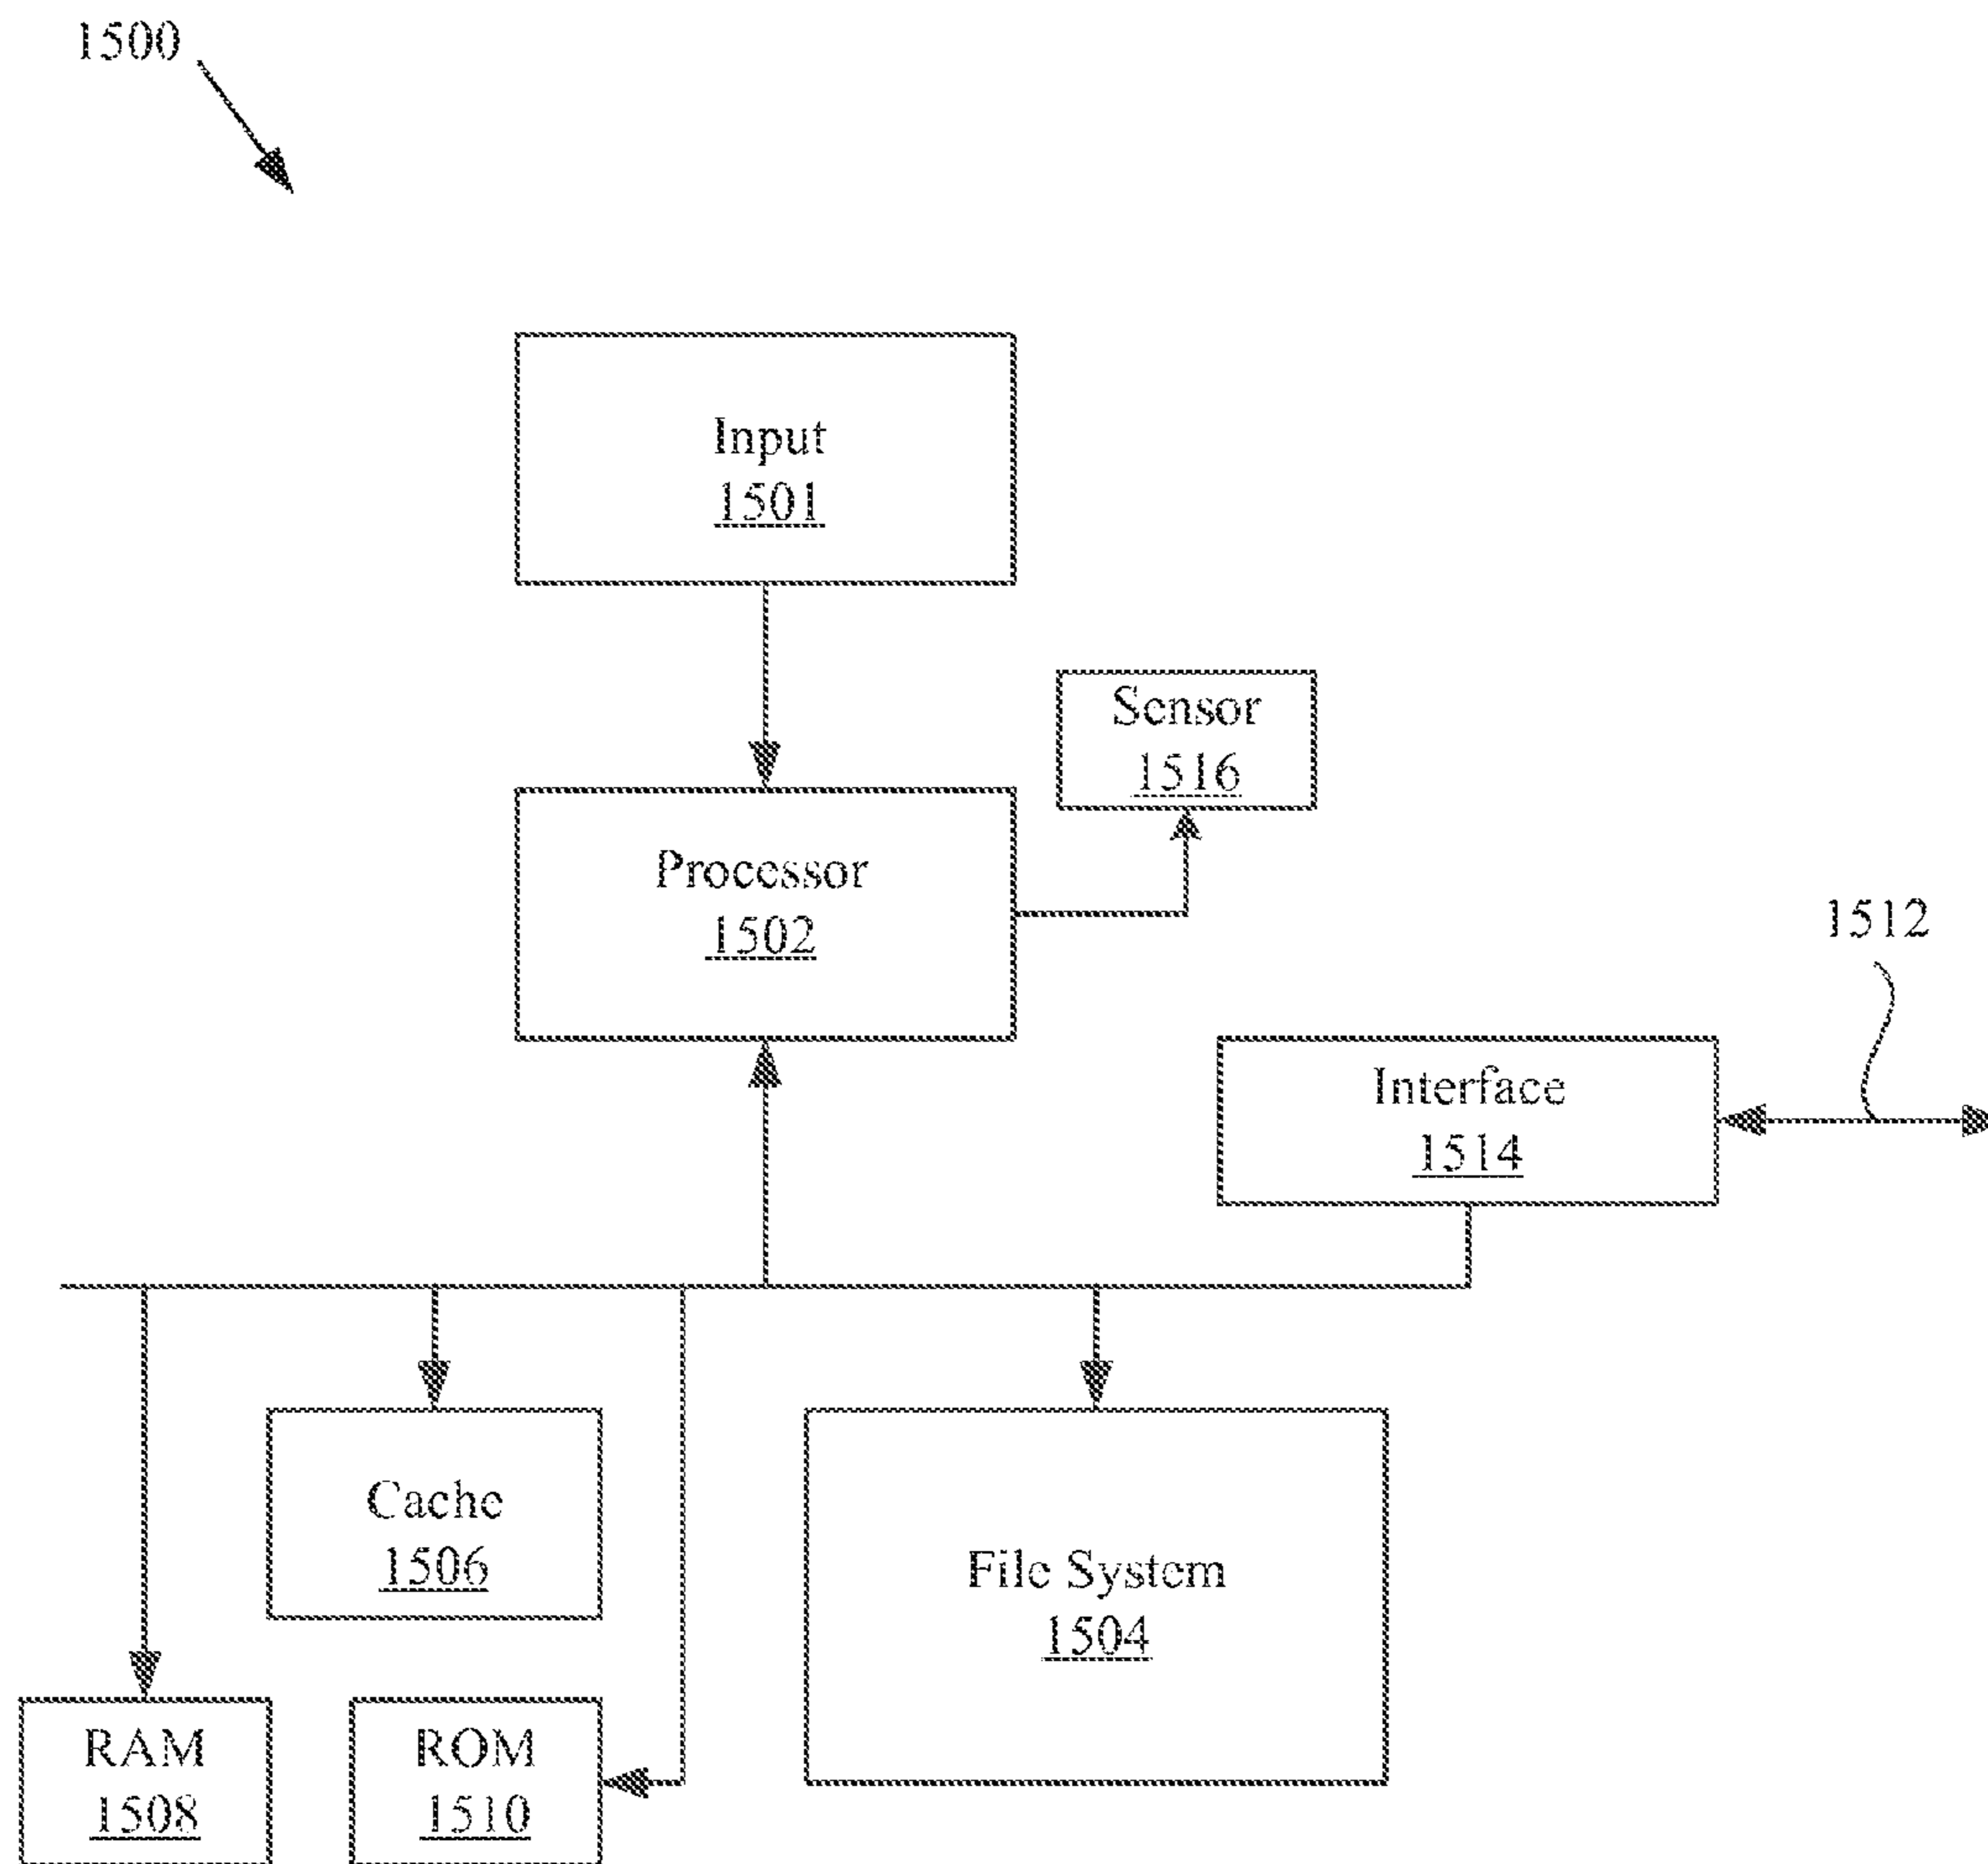 1500
Input
1501
Sensor
1516
Processor
1502
1512
Interface
1514
Cache
1506
File System
1504
RAM
1508
ROM
1510